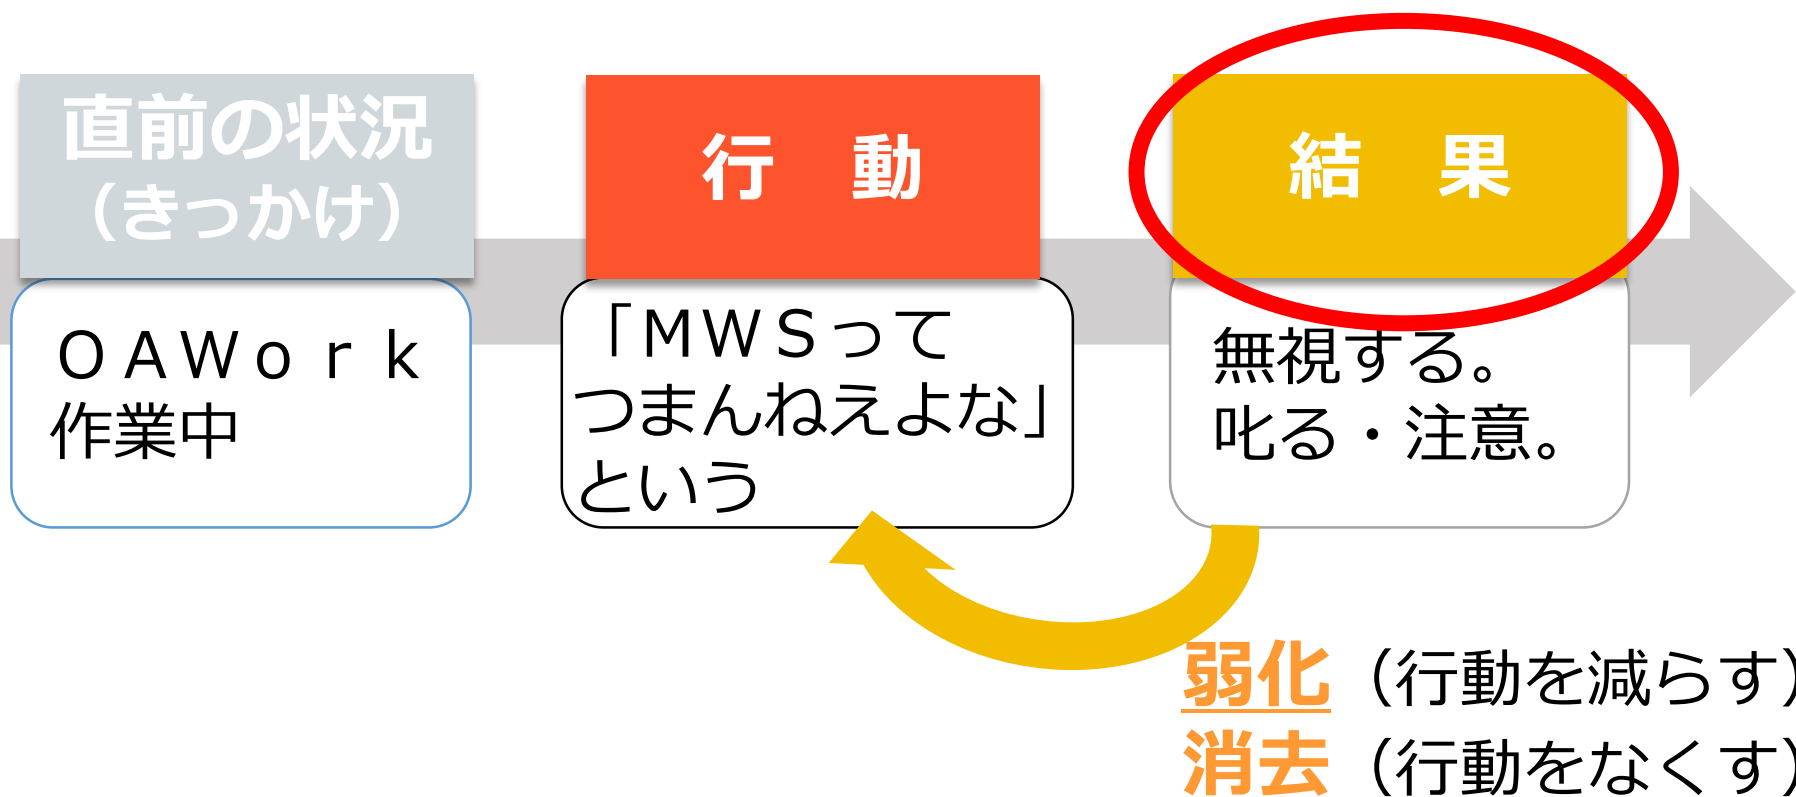 直前の状況
（きっかけ）
ＯＡＷｏｒｋ
作業中
行　動
「ＭＷＳって
つまんねえよな」
という
結　果
無視する。
叱る・注意。
弱化（行動を減らす）
消去（行動をなくす）